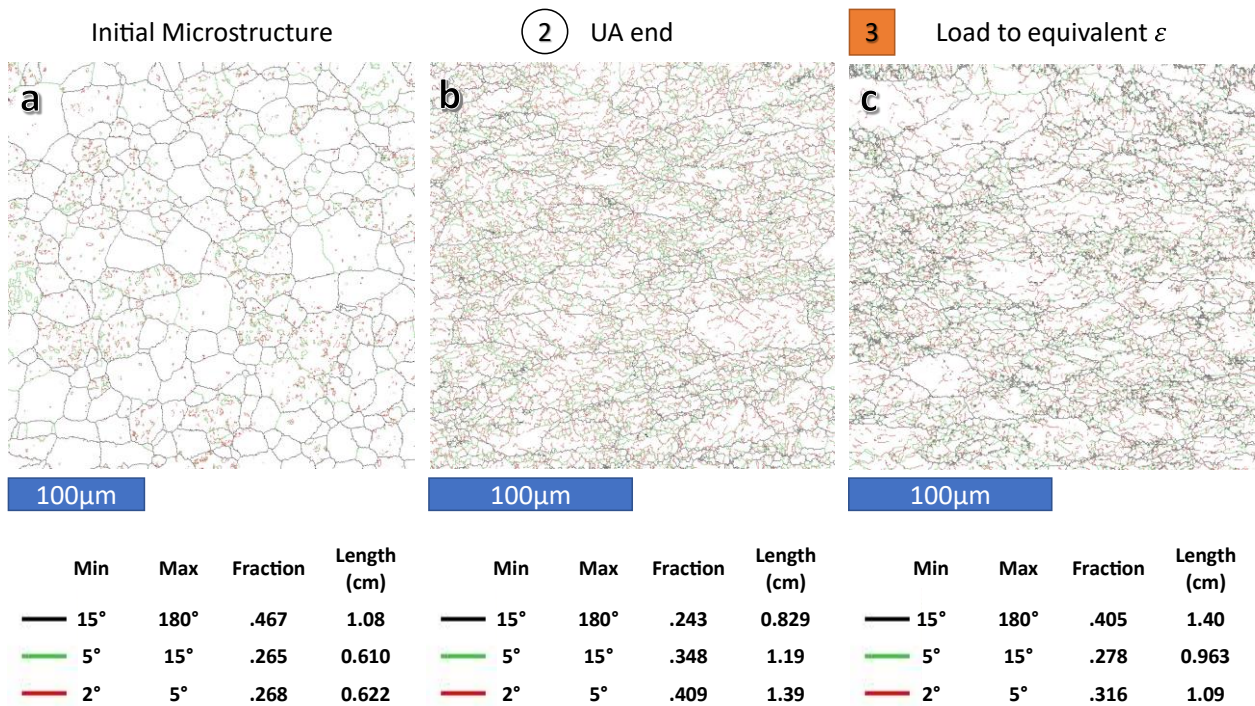 Initial Microstructure
2 UA end
3 Load to equivalent ε
a
b
c
100μm
100μm
100μm
Min Max Fraction Length (cm)
15° 180° .467 1.08
5° 15° .265 0.610
2° 5° .268 0.622
Min Max Fraction Length (cm)
15° 180° .243 0.829
5° 15° .348 1.19
2° 5° .409 1.39
Min Max Fraction Length (cm)
15° 180° .405 1.40
5° 15° .278 0.963
2° 5° .316 1.09